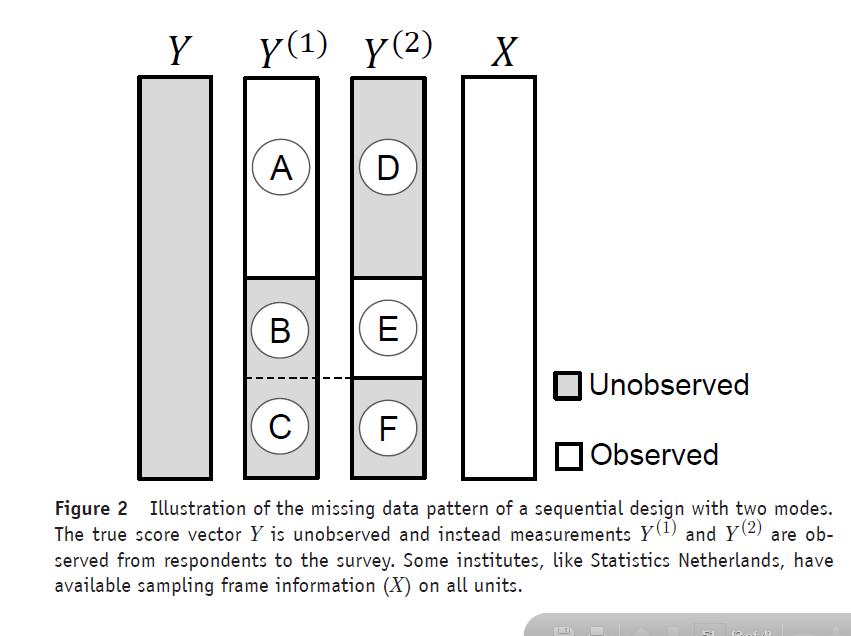 Y Y(1) Y(2) X
A D
B E
C F
Unobserved
Observed
Figure 2 Illustration of the missing data pattern of a sequential design with two modes.
The true score vector Y is unobserved and instead measurements Y(1) and Y(2) are ob-
served from respondents to the survey. Some institutes, like Statistics Netherlands, have
available sampling frame information (X) on all units.